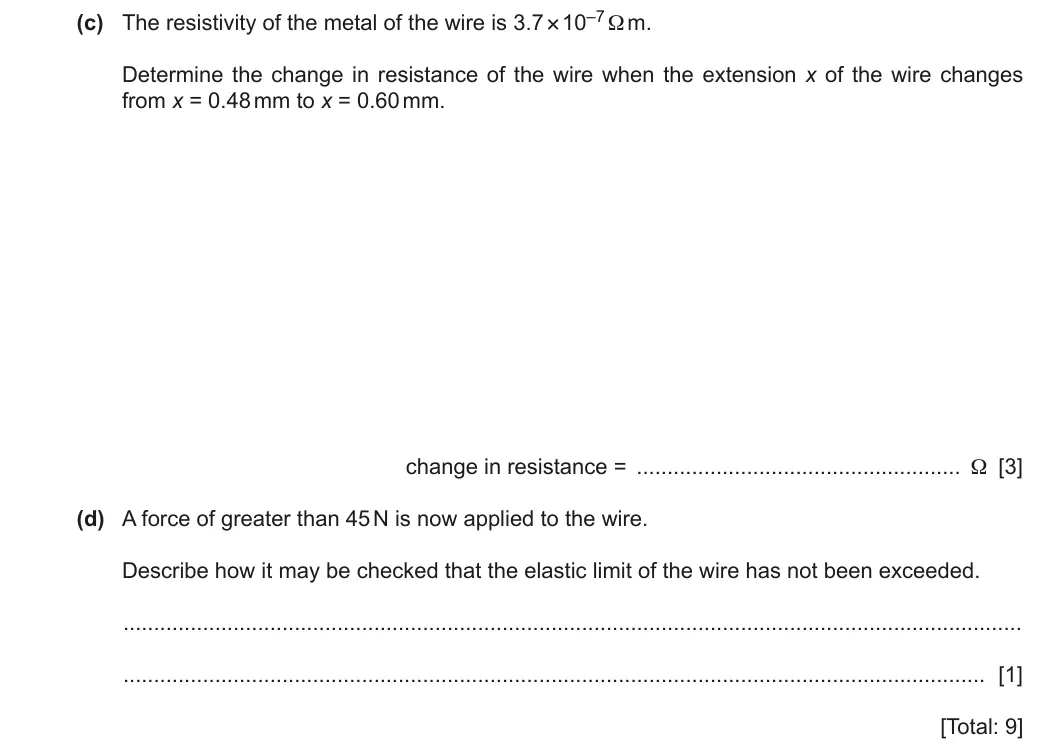 (c) The resistivity of the metal of the wire is 3.7 × 10⁻⁷ Ω m.
Determine the change in resistance of the wire when the extension x of the wire changes
from x = 0.48 mm to x = 0.60 mm.
change in resistance = ..................................................... Ω [3]
(d) A force of greater than 45 N is now applied to the wire.
Describe how it may be checked that the elastic limit of the wire has not been exceeded.
...................................................................................................................................................
.............................................................................................................................................. [1]
[Total: 9]